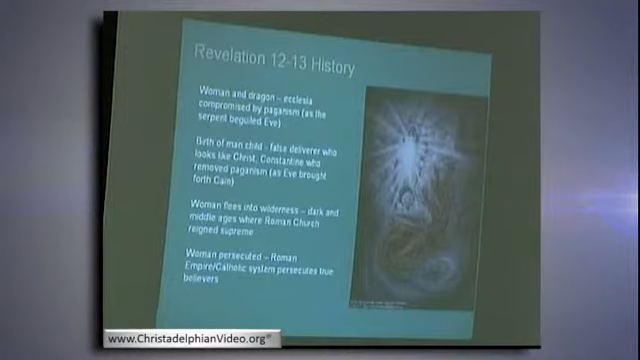 Revelation 12-13 History
Woman and dragon – ecclesia
compromised by paganism (as the
serpent beguiled Eve)
Birth of man child - false deliverer who
looks like Christ, Constantine who
removed paganism (as Eve brought
forth Cain)
Woman flees into wilderness – dark and
middle ages where Roman Church
reigned supreme
Woman persecuted – Roman
Empire/Catholic system persecutes true
believers
www.ChristadelphianVideo.org®